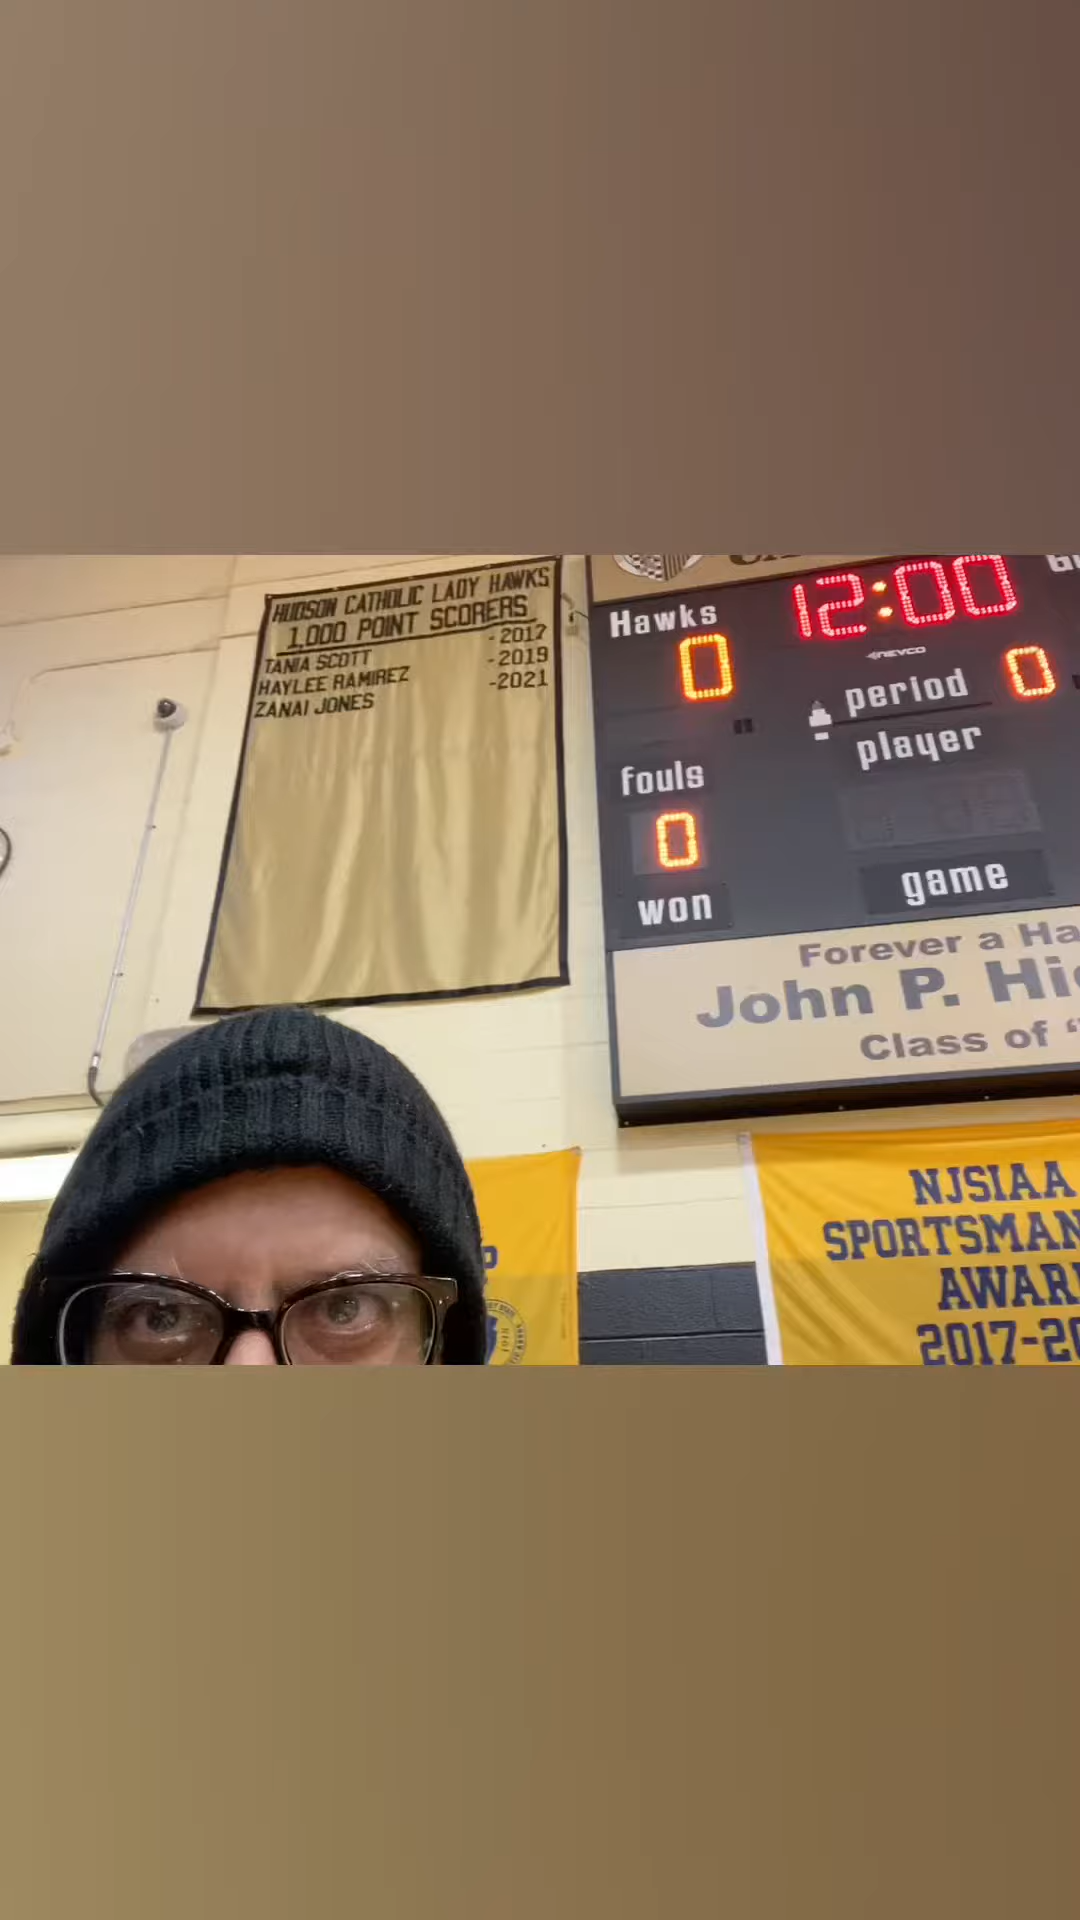 HUDSON CATHOLIC LADY HAWKS
1,000 POINT SCORERS
TANIA SCOTT - 2017
HAYLEE RAMIREZ - 2019
ZANAI JONES -2021
12:00
Hawks
0
NEVCO
0
period
player
fouls
0
won
game
Forever a Ha
John P. Hi
Class of ‘
NJSIAA
SPORTSMAN
AWAR
2017-20
P